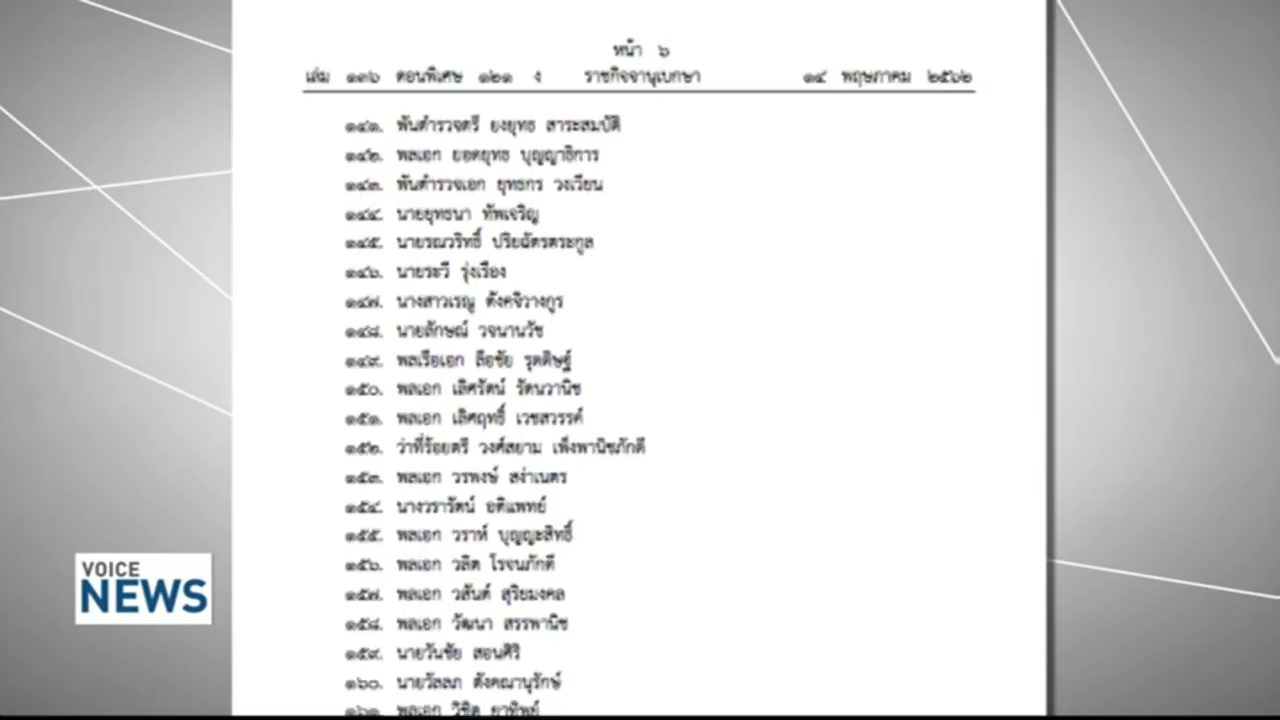 หน้า ๖
เล่ม ๑๓๖ ตอนพิเศษ ๑๒๑ ง ราชกิจจานุเบกษา ๑๔ พฤษภาคม ๒๕๖๒
๑๔๑. พันตำรวจตรี ยงยุทธ สาระสมบัติ
๑๔๒. พลเอก ยอดยุทธ บุญญาธิการ
๑๔๓. พันตำรวจเอก ยุทธกร วงเวียน
๑๔๔. นายยุทธนา ทัพเจริญ
๑๔๕. นายรณวริทธิ์ ปริยฉัตรตระกูล
๑๔๖. นายระวี รุ่งเรือง
๑๔๗. นางสาวเรณู ตังคจิวางกูร
๑๔๘. นายลักษณ์ วจนานวัช
๑๔๙. พลเรือเอก ลือชัย รุดดิษฐ์
๑๕๐. พลเอก เลิศรัตน์ รัตนวานิช
๑๕๑. พลเอก เลิศฤทธิ์ เวชสวรรค์
๑๕๒. ว่าที่ร้อยตรี วงศ์สยาม เพ็งพานิชภักดี
๑๕๓. พลเอก วรพงษ์ สง่าเนตร
๑๕๔. นางวรารัตน์ อติแพทย์
๑๕๕. พลเอก วราห์ บุญญะสิทธิ์
๑๕๖. พลเอก วลิต โรจนภักดี
๑๕๗. พลเอก วสันต์ สุริยมงคล
๑๕๘. พลเอก วัฒนา สรรพานิช
๑๕๙. นายวันชัย สอนศิริ
๑๖๐. นายวัลลภ ตังคณานุรักษ์
๑๖๑. พลเอก วิชิต ยาทิพย์
VOICE
NEWS